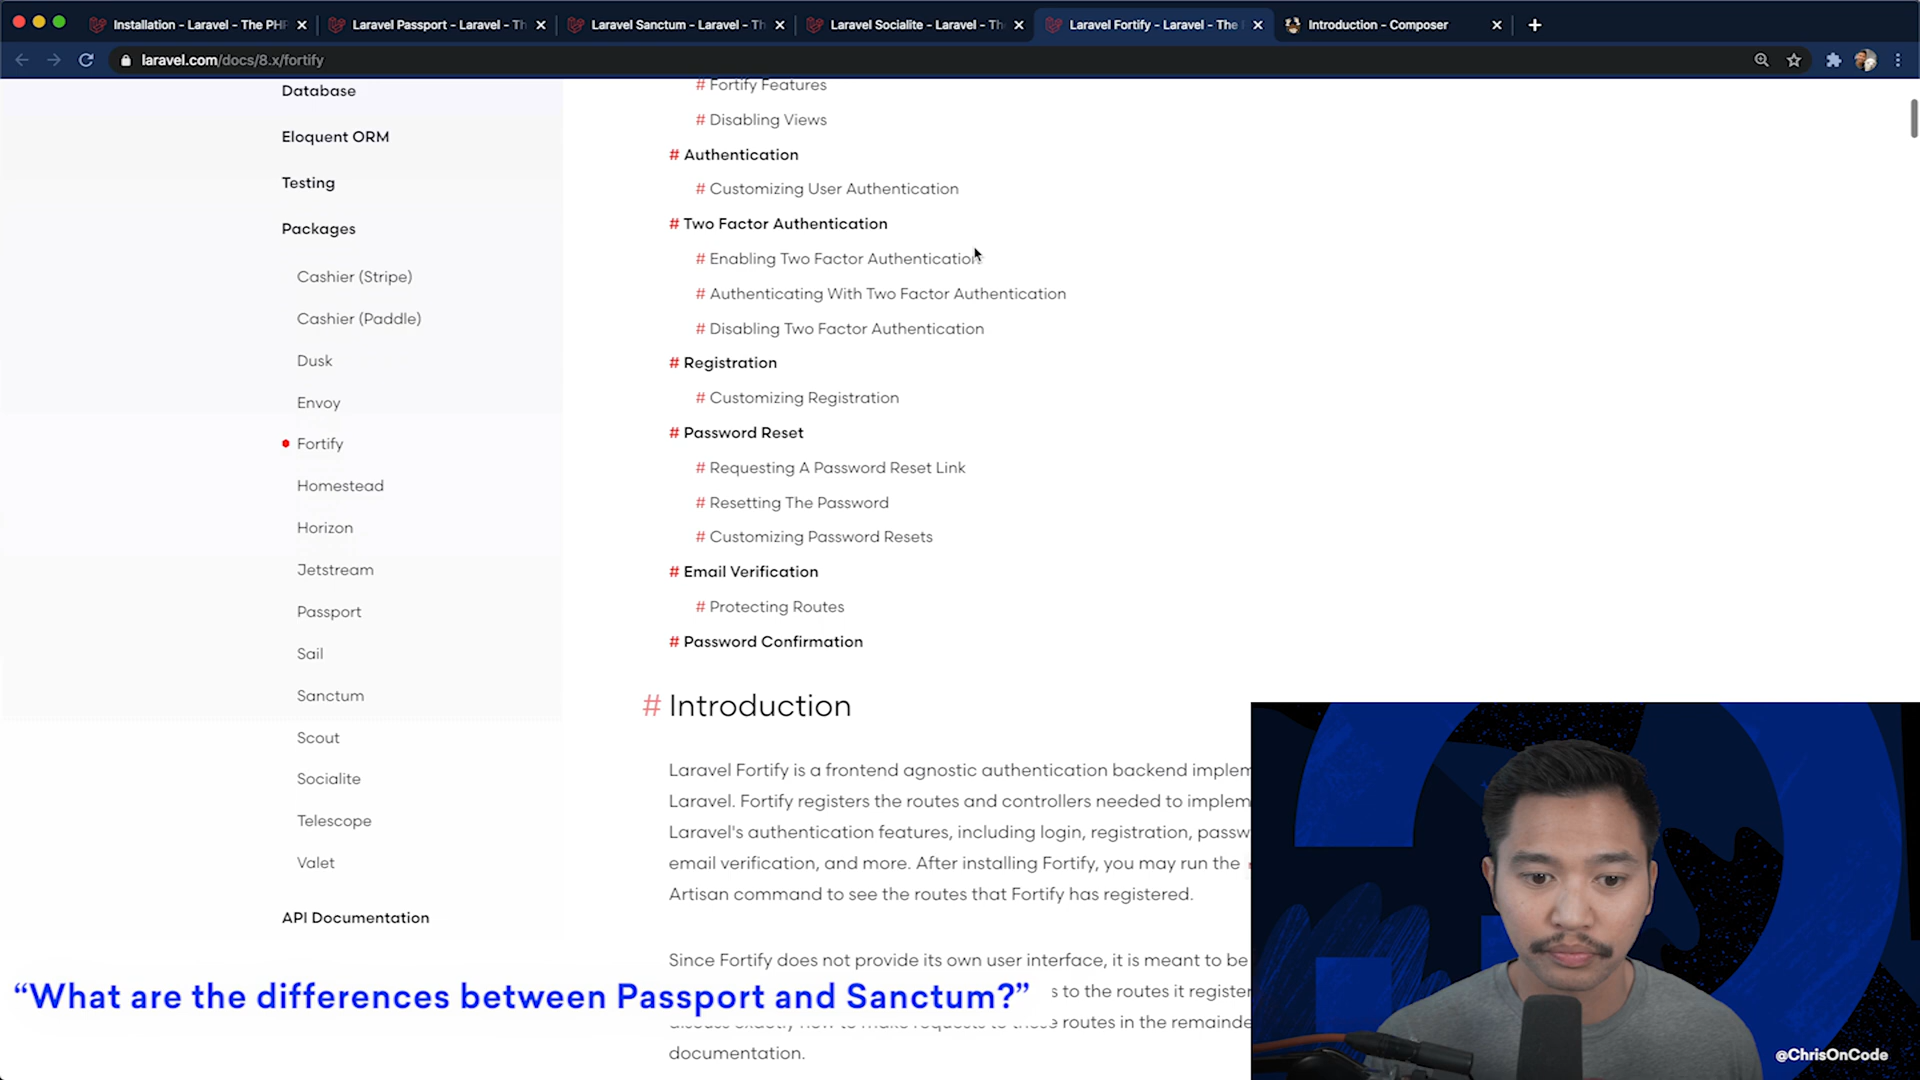 Installation - Laravel - The PHP
Laravel Passport - Laravel - Th
Laravel Sanctum - Laravel - Th
Laravel Socialite - Laravel - The
Laravel Fortify - Laravel - The
Introduction - Composer
laravel.com/docs/8.x/fortify
Database
Eloquent ORM
Testing
Packages
Cashier (Stripe)
Cashier (Paddle)
Dusk
Envoy
Fortify
Homestead
Horizon
Jetstream
Passport
Sail
Sanctum
Scout
Socialite
Telescope
Valet
API Documentation
# Fortify Features
# Disabling Views
# Authentication
# Customizing User Authentication
# Two Factor Authentication
# Enabling Two Factor Authentication
# Authenticating With Two Factor Authentication
# Disabling Two Factor Authentication
# Registration
# Customizing Registration
# Password Reset
# Requesting A Password Reset Link
# Resetting The Password
# Customizing Password Resets
# Email Verification
# Protecting Routes
# Password Confirmation
# Introduction
Laravel Fortify is a frontend agnostic authentication backend implem
Laravel. Fortify registers the routes and controllers needed to implem
Laravel's authentication features, including login, registration, passw
email verification, and more. After installing Fortify, you may run the
Artisan command to see the routes that Fortify has registered.
Since Fortify does not provide its own user interface, it is meant to be
s to the routes it register
routes in the remainde
documentation.
“What are the differences between Passport and Sanctum?”
@ChrisOnCode